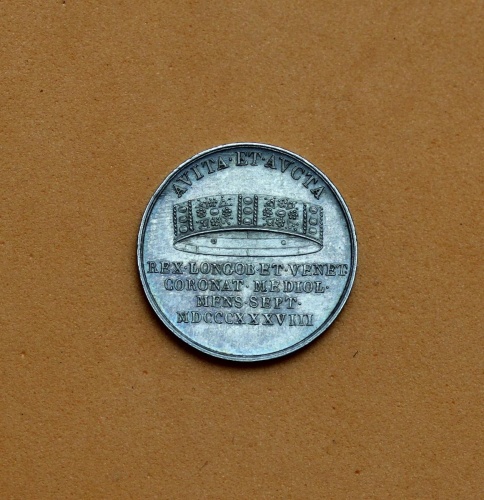 AVITA·ET·AVCTA
REX·LONGOB·ET·VENET
CORONAT·MEDIOL·
MENS·SEPT·
MDCCCXXXVIII